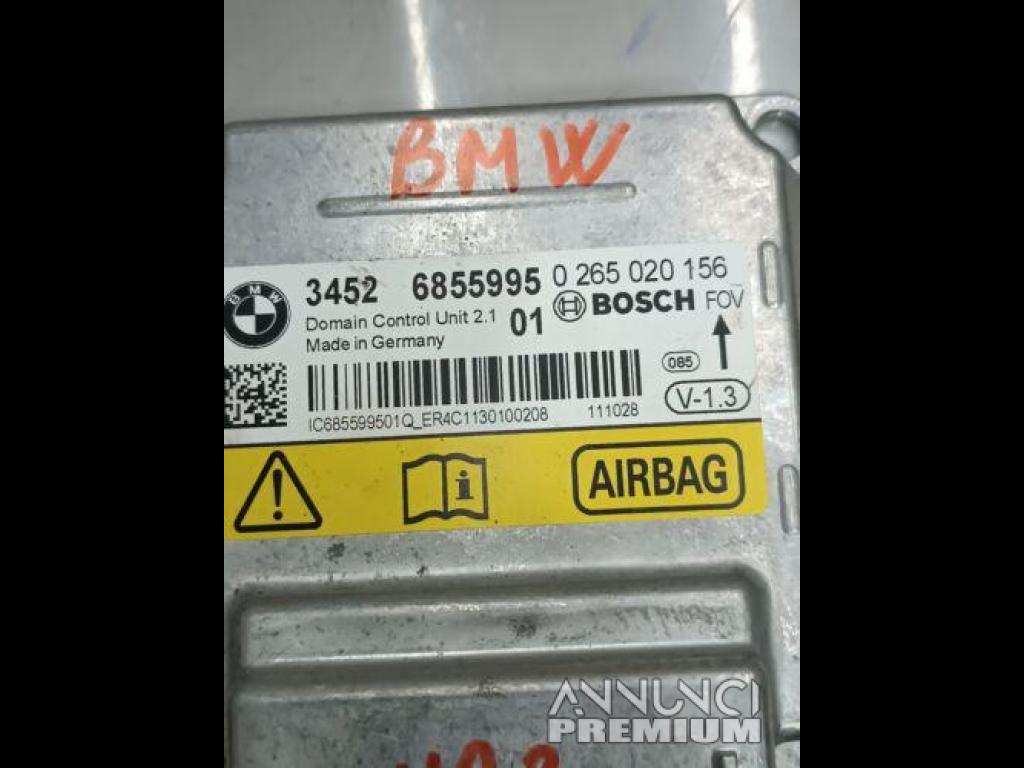 BMW
BMW
3452 6855995 0 265 020 156
Domain Control Unit 2.1 01 BOSCH FOV
Made in Germany
085
V-1.3
IC685599501Q_ER4C1130100208 111028
AIRBAG
ANNUNCI
PREMIUM